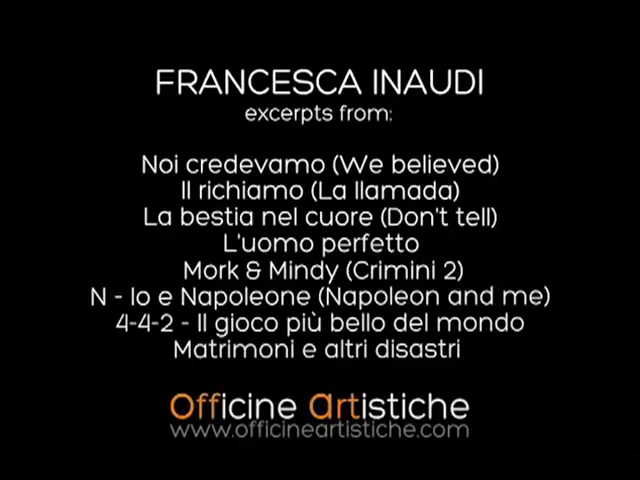 FRANCESCA INAUDI
excerpts from:
Noi credevamo (We believed)
Il richiamo (La llamada)
La bestia nel cuore (Don't tell)
L'uomo perfetto
Mork & Mindy (Crimini 2)
N - Io e Napoleone (Napoleon and me)
4-4-2 - Il gioco più bello del mondo
Matrimoni e altri disastri
Officine Artistiche
www.officineartistiche.com